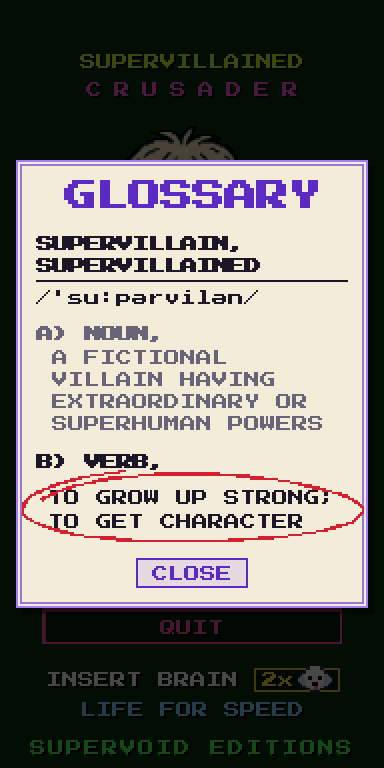 SUPERVILLAINED
CRUSADER
GLOSSARY
SUPERVILLAIN,
SUPERVILLAINED
/'su:pərvilən/
A) NOUN,
A FICTIONAL
VILLAIN HAVING
EXTRAORDINARY OR
SUPERHUMAN POWERS
B) VERB,
TO GROW UP STRONG;
TO GET CHARACTER
CLOSE
QUIT
INSERT BRAIN 2x
LIFE FOR SPEED
SUPERVOID EDITIONS